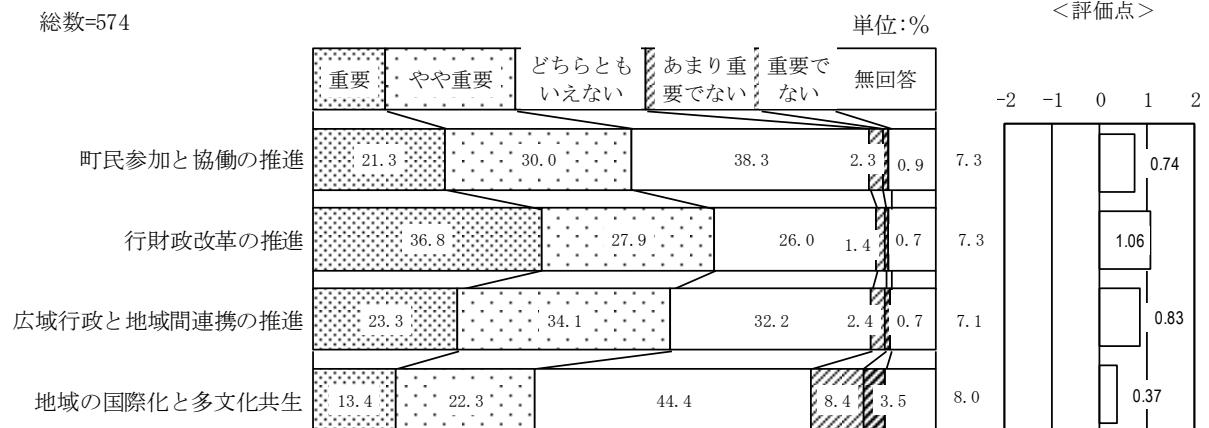 総数=574
単位:%
<評価点>
重要
やや重要
どちらとも
いえない
あまり重
要でない
重要で
ない
無回答
-2 -1 0 1 2
町民参加と協働の推進 21.3 30.0 38.3 2.3 0.9 7.3 0.74
行財政改革の推進 36.8 27.9 26.0 1.4 0.7 7.3 1.06
広域行政と地域間連携の推進 23.3 34.1 32.2 2.4 0.7 7.1 0.83
地域の国際化と多文化共生 13.4 22.3 44.4 8.4 3.5 8.0 0.37